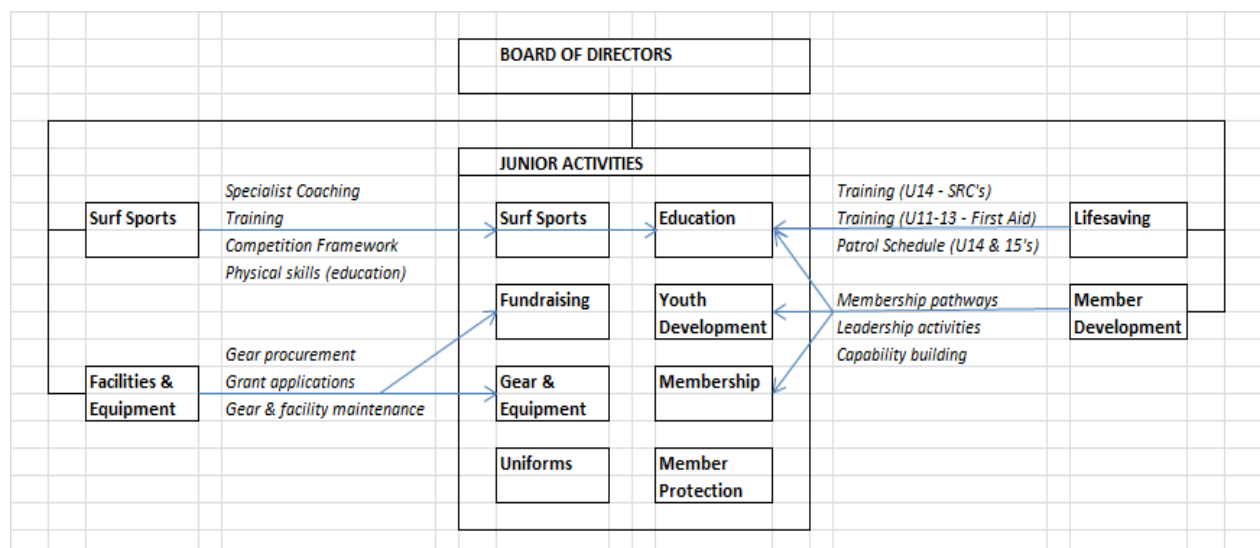 BOARD OF DIRECTORS
JUNIOR ACTIVITIES
Specialist Coaching
Training
Competition Framework
Physical skills (education)
Surf Sports
Surf Sports
Education
Training (U14 - SRC's)
Training (U11-13 - First Aid)
Patrol Schedule (U14 & 15's)
Lifesaving
Fundraising
Youth
Development
Membership pathways
Leadership activities
Capability building
Member
Development
Gear procurement
Grant applications
Gear & facility maintenance
Facilities &
Equipment
Gear &
Equipment
Membership
Uniforms
Member
Protection